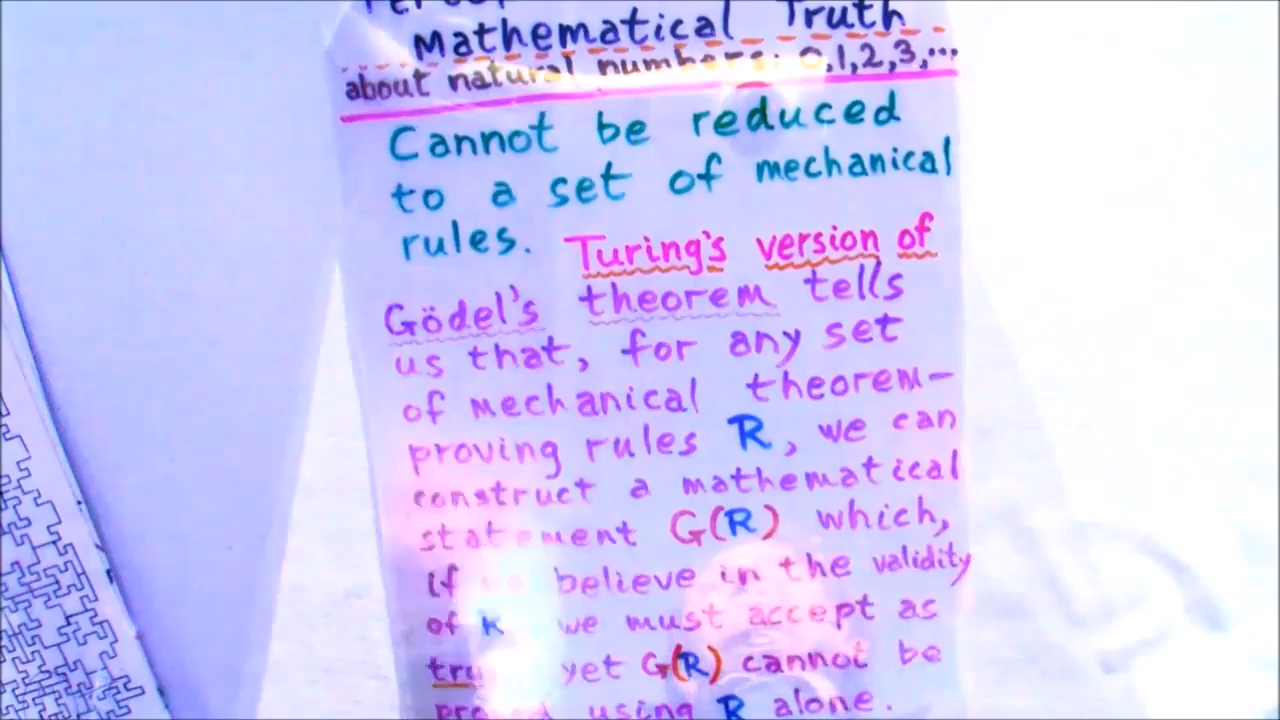 Mathematical Truth
about natural numbers: 0,1,2,3,...
Cannot be reduced
to a set of mechanical
rules. Turing's version of
Gödel's theorem tells
us that, for any set
of mechanical theorem-
proving rules R, we can
construct a mathematical
statement G(R) which,
if believe in the validity
of R we must accept as
yet G(R) cannot be
using R alone.